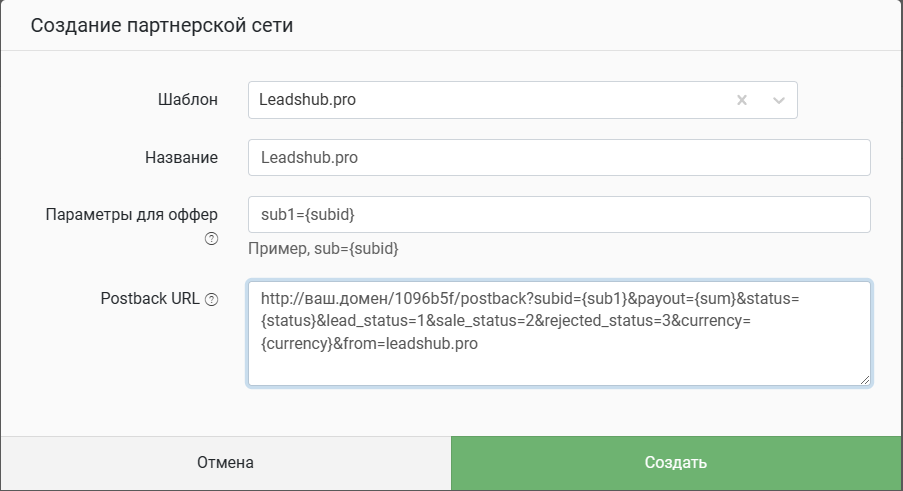 Создание партнерской сети
Шаблон
Leadshub.pro
Название
Leadshub.pro
Параметры для оффер
sub1={subid}
Пример, sub={subid}
Postback URL
http://ваш.домен/1096b5f/postback?subid={sub1}&payout={sum}&status=
{status}&lead_status=1&sale_status=2&rejected_status=3&currency=
{currency}&from=leadshub.pro
Отмена
Создать